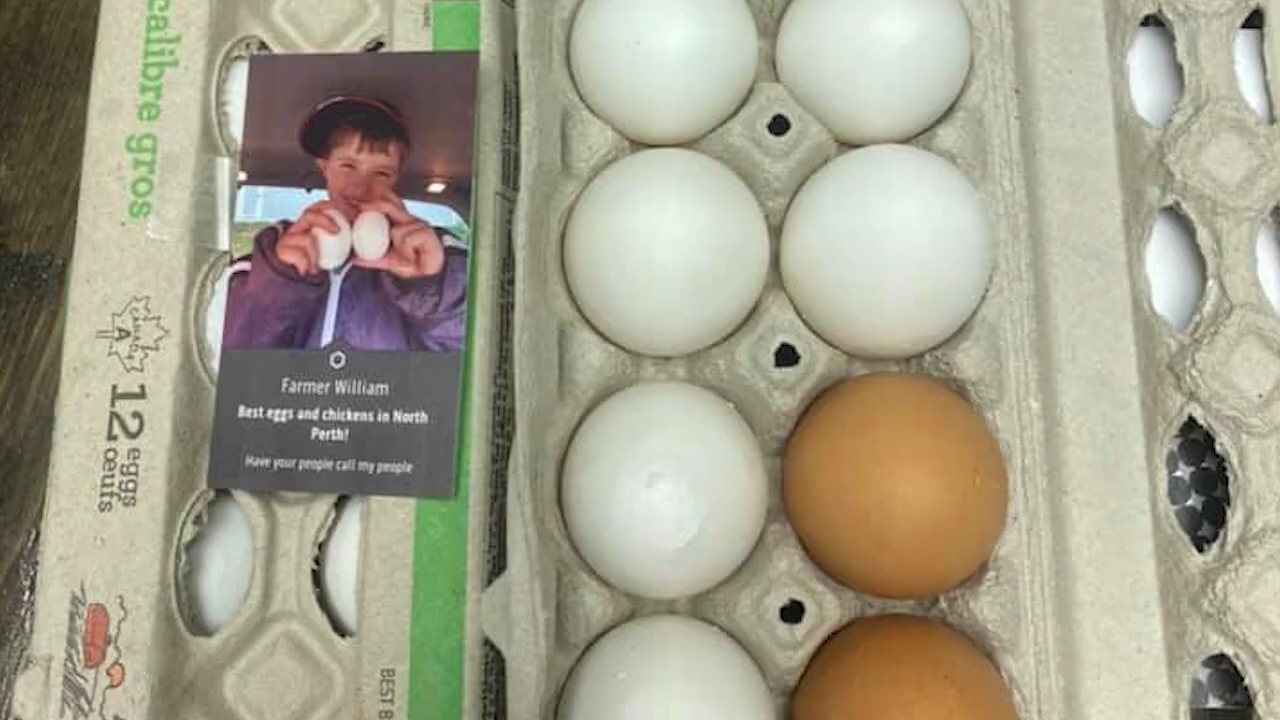 calibre gros
CANADA
A
12 eggs
oeufs
Farmer William
Best eggs and chickens in North
Perth!
Have your people call my people
BEST